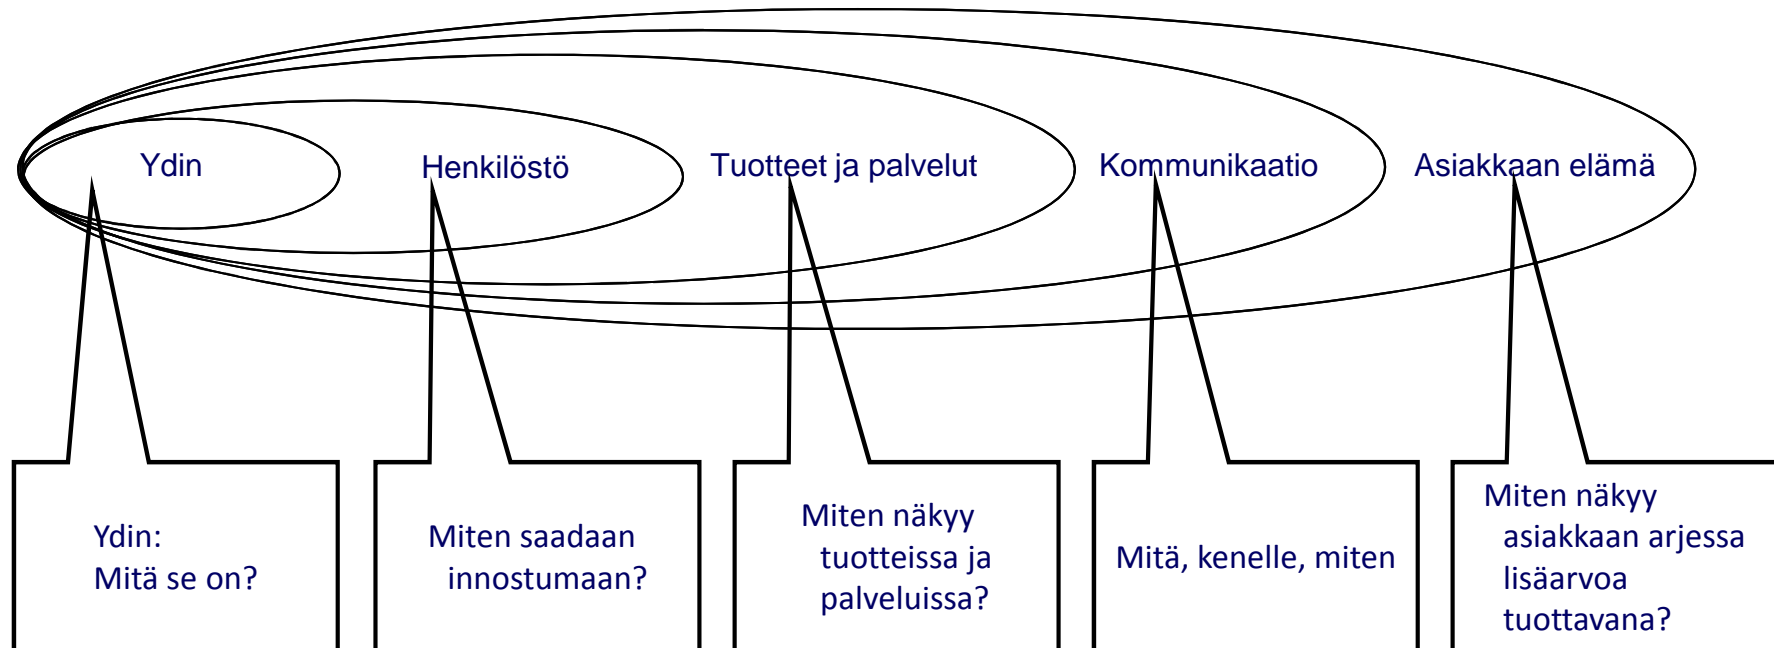 Ydin
Henkilöstö
Tuotteet ja palvelut
Kommunikaatio
Asiakkaan elämä
Ydin:
Mitä se on?
Miten saadaan
innostumaan?
Miten näkyy
tuotteissa ja
palveluissa?
Mitä, kenelle, miten
Miten näkyy
asiakkaan arjessa
lisäarvoa
tuottavana?